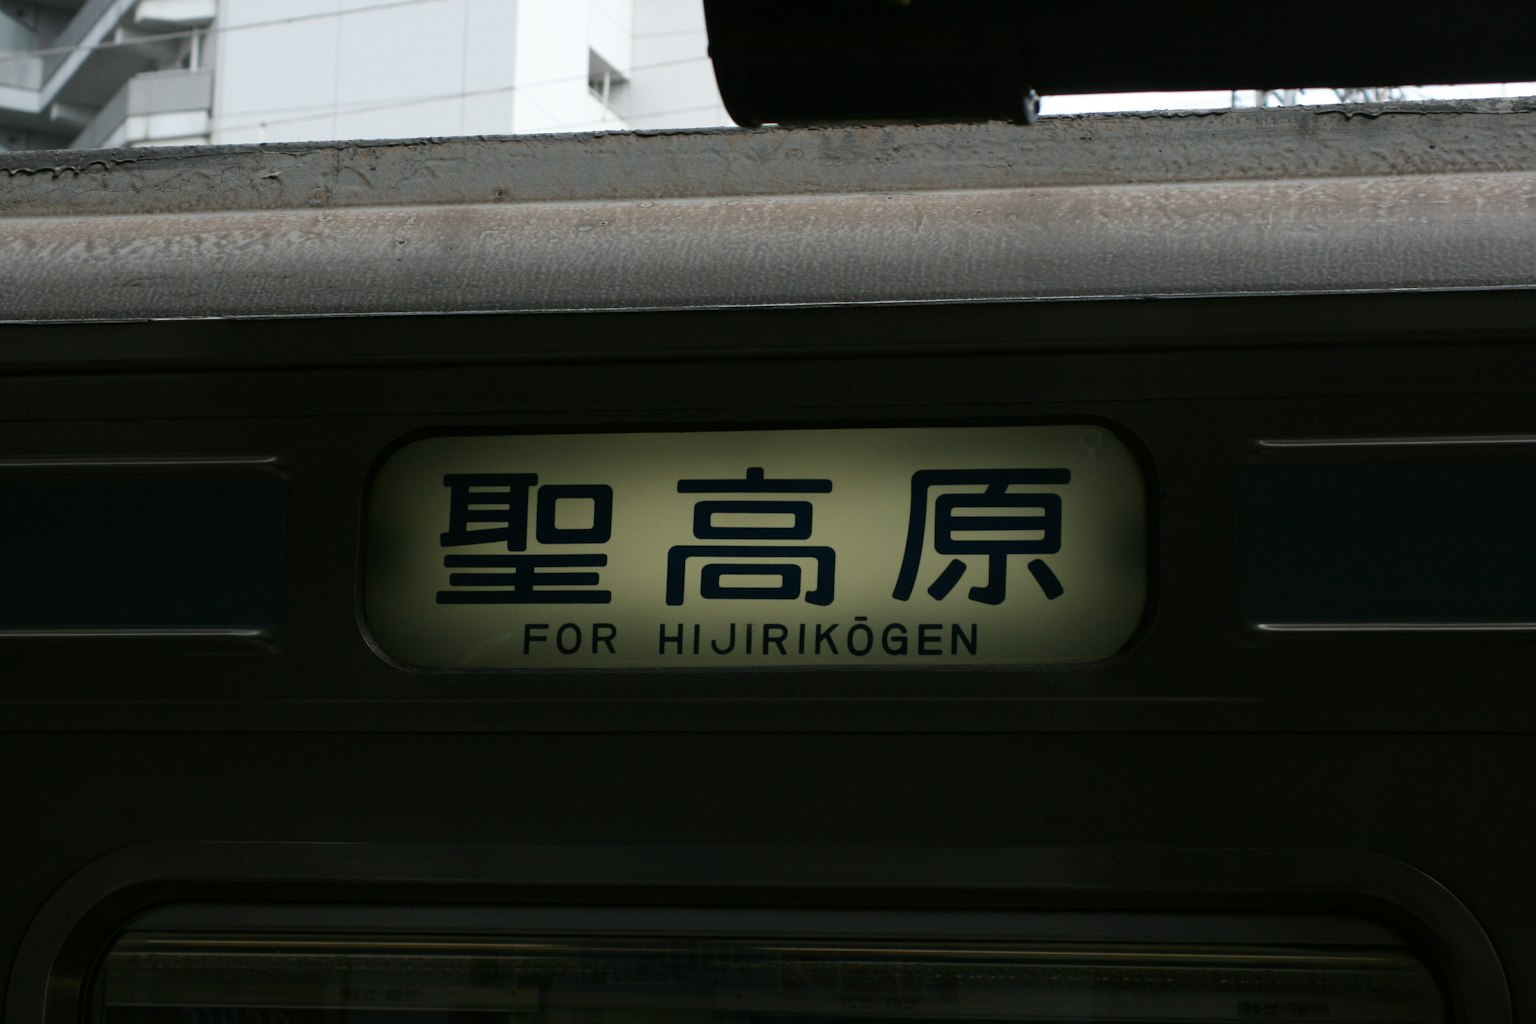 聖高原
FOR HIJIRIKŌGEN